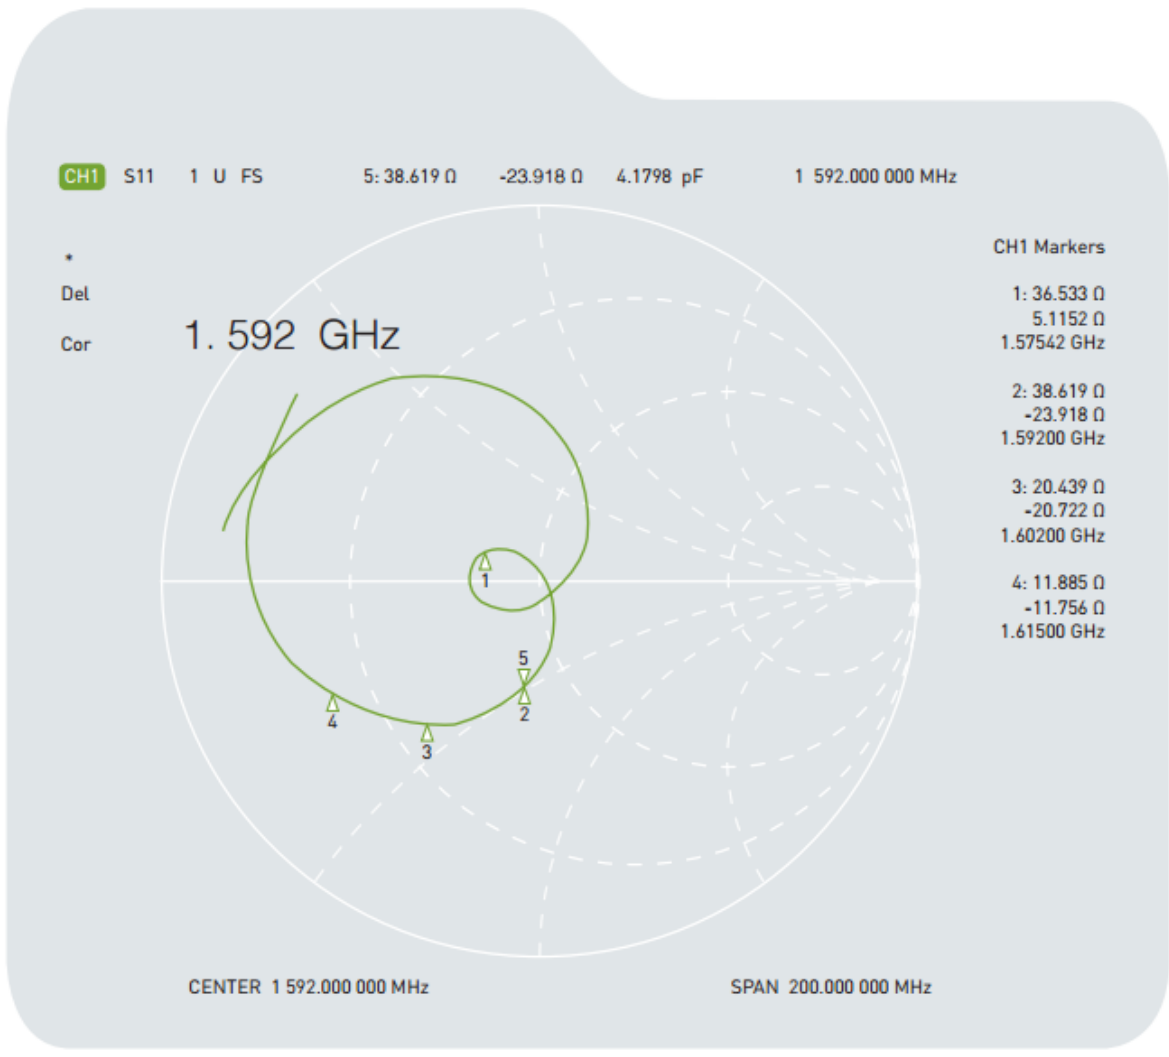 CH1 S11 1 U FS 5: 38.619 Ω -23.918 Ω 4.1798 pF 1 592.000 000 MHz
*
Del
Cor
1. 592 GHz
CH1 Markers
1: 36.533 Ω
5.1152 Ω
1.57542 GHz
2: 38.619 Ω
-23.918 Ω
1.59200 GHz
3: 20.439 Ω
-20.722 Ω
1.60200 GHz
4: 11.885 Ω
-11.756 Ω
1.61500 GHz
1
5
2
4
3
CENTER 1 592.000 000 MHz SPAN 200.000 000 MHz